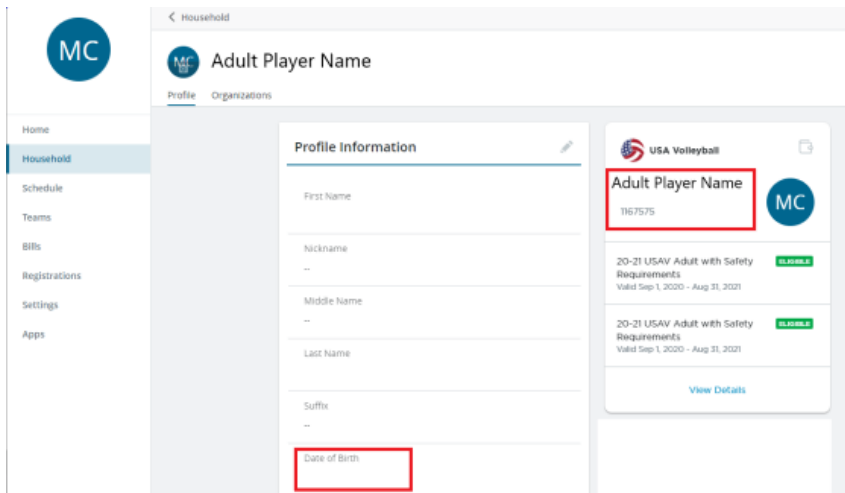 MC
Household
MC
Adult Player Name
Profile
Organizations
Home
Household
Schedule
Teams
Bills
Registrations
Settings
Apps
Profile Information
First Name
Nickname
--
Middle Name
--
Last Name
Suffix
--
Date of Birth
USA Volleyball
Adult Player Name
1167575
MC
20-21 USAV Adult with Safety
Requirements
ELIGIBLE
Valid Sep 1, 2020 - Aug 31, 2021
20-21 USAV Adult with Safety
Requirements
ELIGIBLE
Valid Sep 1, 2020 - Aug 31, 2021
View Details